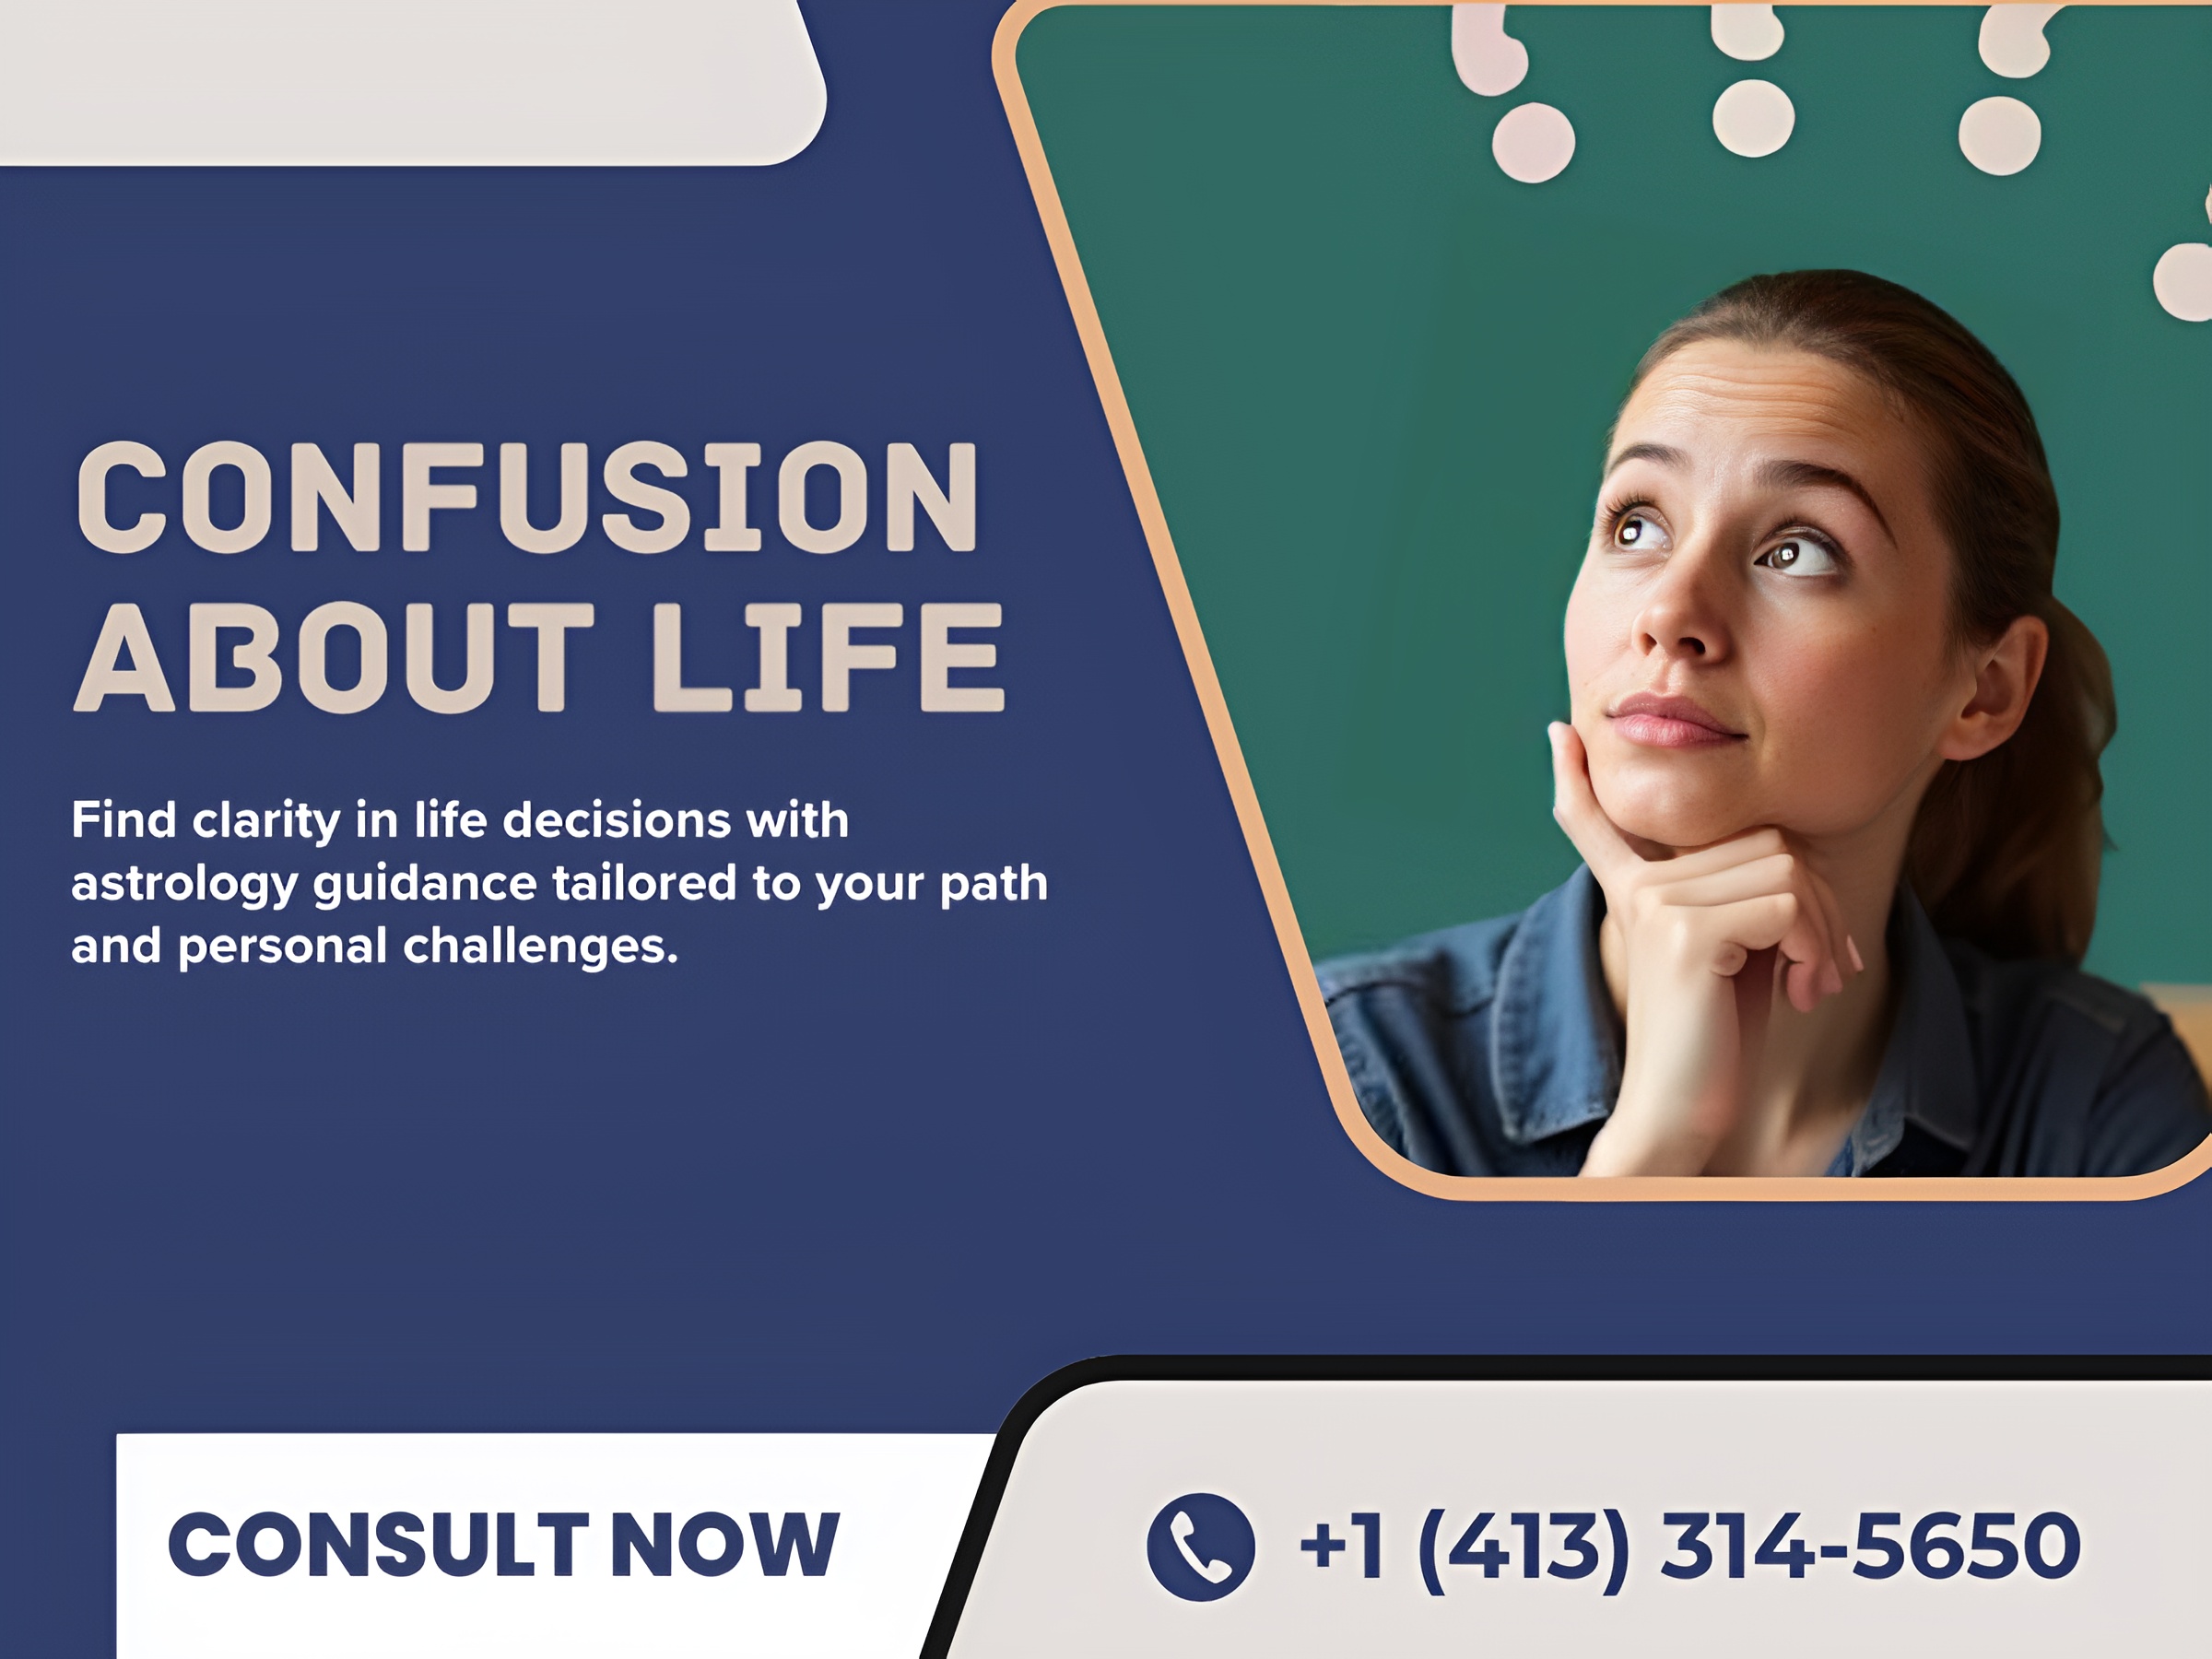 CONFUSION
ABOUT LIFE
Find clarity in life decisions with
astrology guidance tailored to your path
and personal challenges.
CONSULT NOW
+1 (413) 314-5650